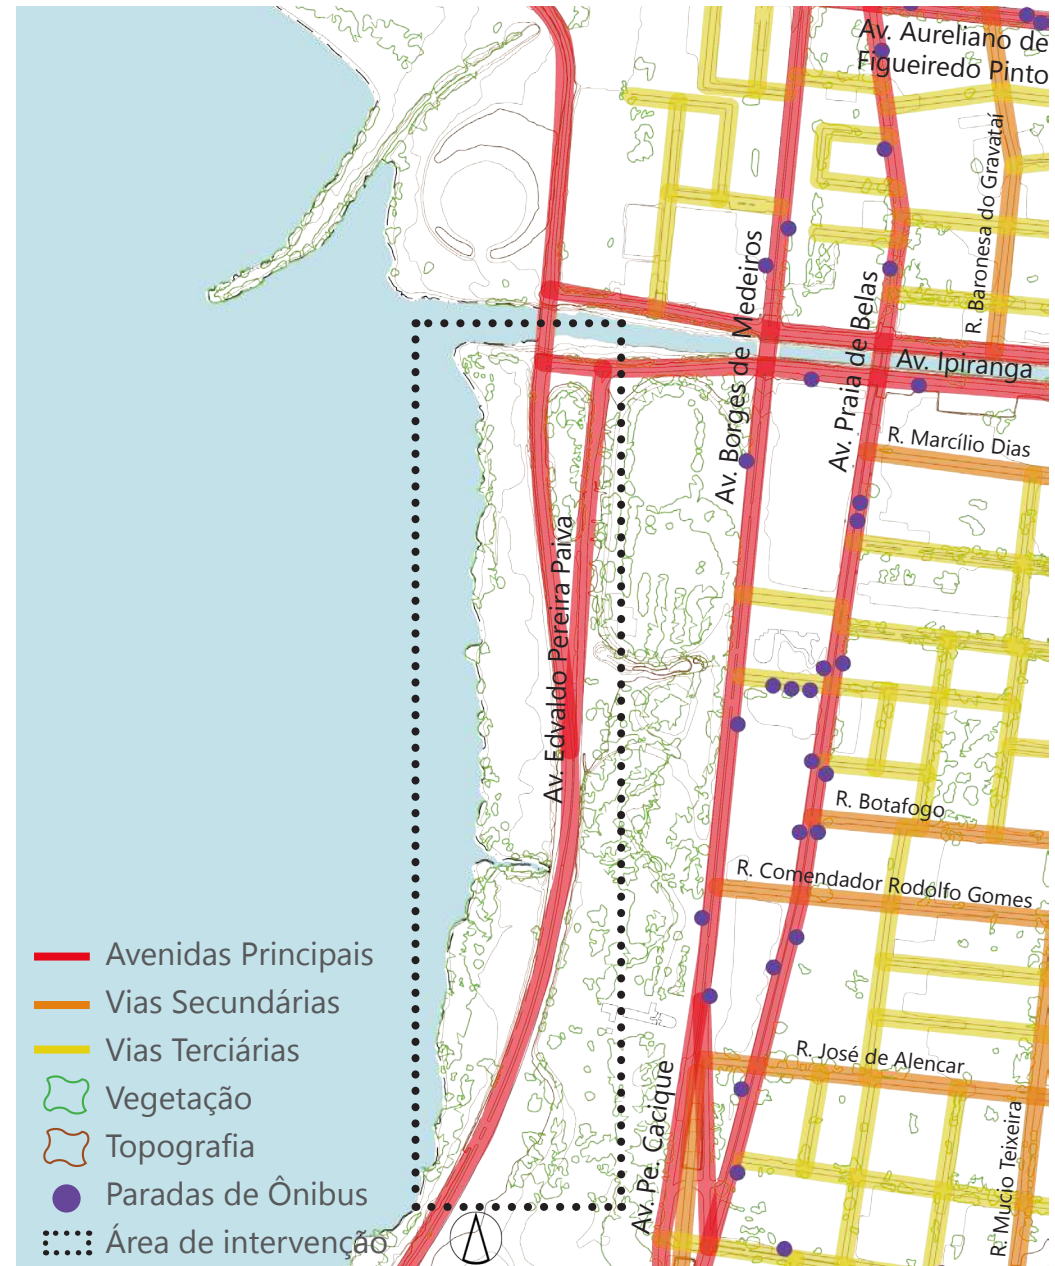 Av. Aureliano de
Figueiredo Pinto
R. Baronesa do Gravataí
Av. Borges de Medeiros
Av. Praia de Belas
Av. Ipiranga
R. Marcílio Dias
Av. Edvaldo Pereira Paiva
R. Botafogo
R. Comendador Rodolfo Gomes
R. José de Alencar
Av. Pe. Cacique
R. Mucio Teixeira
Avenidas Principais
Vias Secundárias
Vias Terciárias
Vegetação
Topografia
Paradas de Ônibus
Área de intervenção